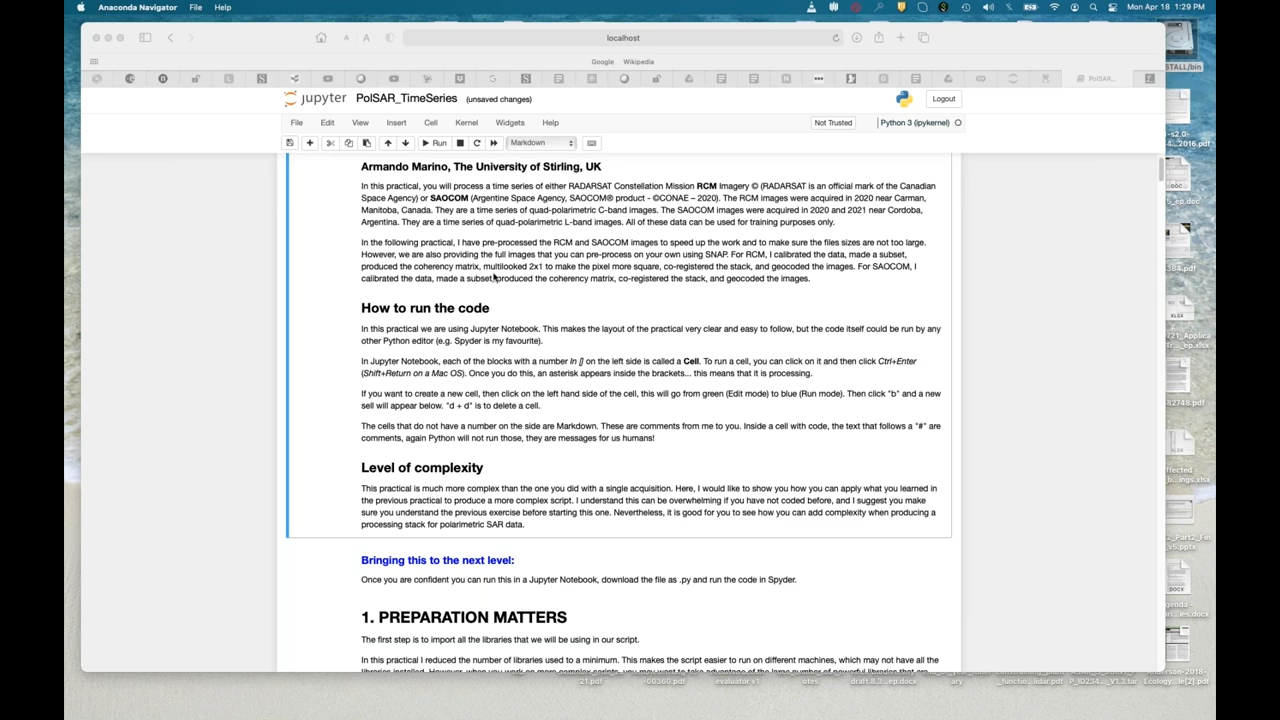 Anaconda Navigator File Help Mon Apr 18 1:29 PM
localhost
Google Wikipedia
PolSAR...
jupyter PolSAR_TimeSeries (unsaved changes) Logout
File Edit View Insert Cell Kernel Widgets Help Not Trusted Python 3 (ipykernel)
Run Markdown
Armando Marino, The University of Stirling, UK
In this practical, you will process a time series of either RADARSAT Constellation Mission RCM Imagery © (RADARSAT is an official mark of the Canadian
Space Agency) or SAOCOM (Argentine Space Agency, SAOCOM® product - ©CONAE – 2020). The RCM images were acquired in 2020 near Carman,
Manitoba, Canada. They are a time series of quad-polarimetric C-band images. The SAOCOM images were acquired in 2020 and 2021 near Cordoba,
Argentina. They are a time series of quad-polarimetric L-band images. All of these data can be used for training purposes only.
In the following practical, I have pre-processed the RCM and SAOCOM images to speed up the work and to make sure the files sizes are not too large.
However, we are also providing the full images that you can pre-process on your own using SNAP. For RCM, I calibrated the data, made a subset,
produced the coherency matrix, multilooked 2x1 to make the pixel more square, co-registered the stack, and geocoded the images. For SAOCOM, I
calibrated the data, made a subset, produced the coherency matrix, co-registered the stack, and geocoded the images.
How to run the code
In this practical we are using Jupyter Notebook. This makes the layout of the practical very clear and easy to follow, but the code itself could be run by any
other Python editor (e.g. Spyder is my favourite).
In Jupyter Notebook, each of the blocks with a number In [] on the left side is called a Cell. To run a cell, you can click on it and then click Ctrl+Enter
(Shift+Return on a Mac OS). Once you do this, an asterisk appears inside the brackets... this means that it is processing.
If you want to create a new cell, then click on the left hand side of the cell, this will go from green (Edit mode) to blue (Run mode). Then click "b" and a new
sell will appear below. "d + d" is to delete a cell.
The cells that do not have a number on the side are Markdown. These are comments from me to you. Inside a cell with code, the text that follows a "#" are
comments, again Python will not run those, they are messages for us humans!
Level of complexity
This practical is much more complex than the one you did with a single acquisition. Here, I would like to show you how you can apply what you learned in
the previous practical to produce a more complex script. I understand this can be overwhelming if you have not coded before, and I suggest you make
sure you understand the previous exercise before starting this one. Nevertheless, it is good for you to see how you can add complexity when producing a
processing stack for polarimetric SAR data.
Bringing this to the next level:
Once you are confident you can run this in a Jupyter Notebook, download the file as .py and run the code in Spyder.
1. PREPARATION MATTERS
The first step is to import all the libraries that we will be using in our script.
In this practical I reduced the number of libraries used to a minimum. This makes the script easier to run on different machines, which may not have all the